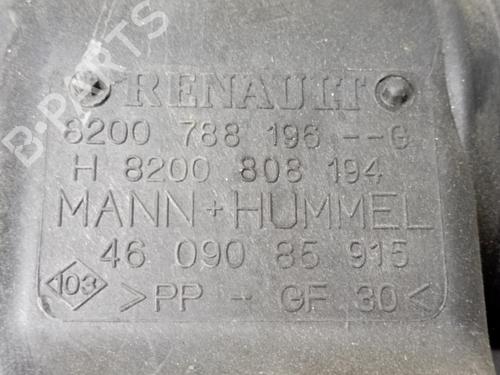 RENAULT
8200 788 196 --G
H 8200 808 194
MANN+HUMMEL
46 090 85 915
103 >PP - GF 30<
B-PARTS